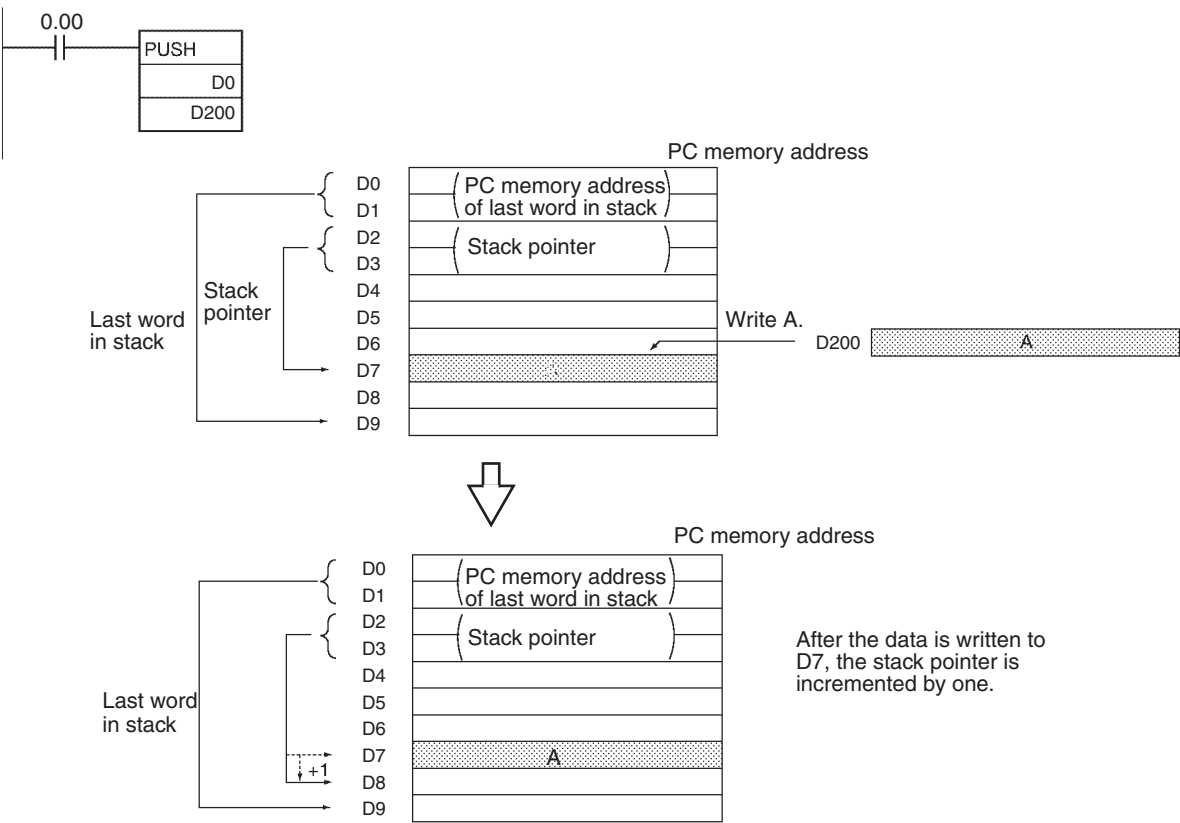 0.00
PUSH
D0
D200
PC memory address
D0
D1
D2
D3
D4
D5
D6
D7
D8
D9
PC memory address
of last word in stack
Stack pointer
Stack
pointer
Last word
in stack
Write A.
D200
A
PC memory address
D0
D1
D2
D3
D4
D5
D6
D7
D8
D9
PC memory address
of last word in stack
Stack pointer
A
Last word
in stack
+1
After the data is written to
D7, the stack pointer is
incremented by one.